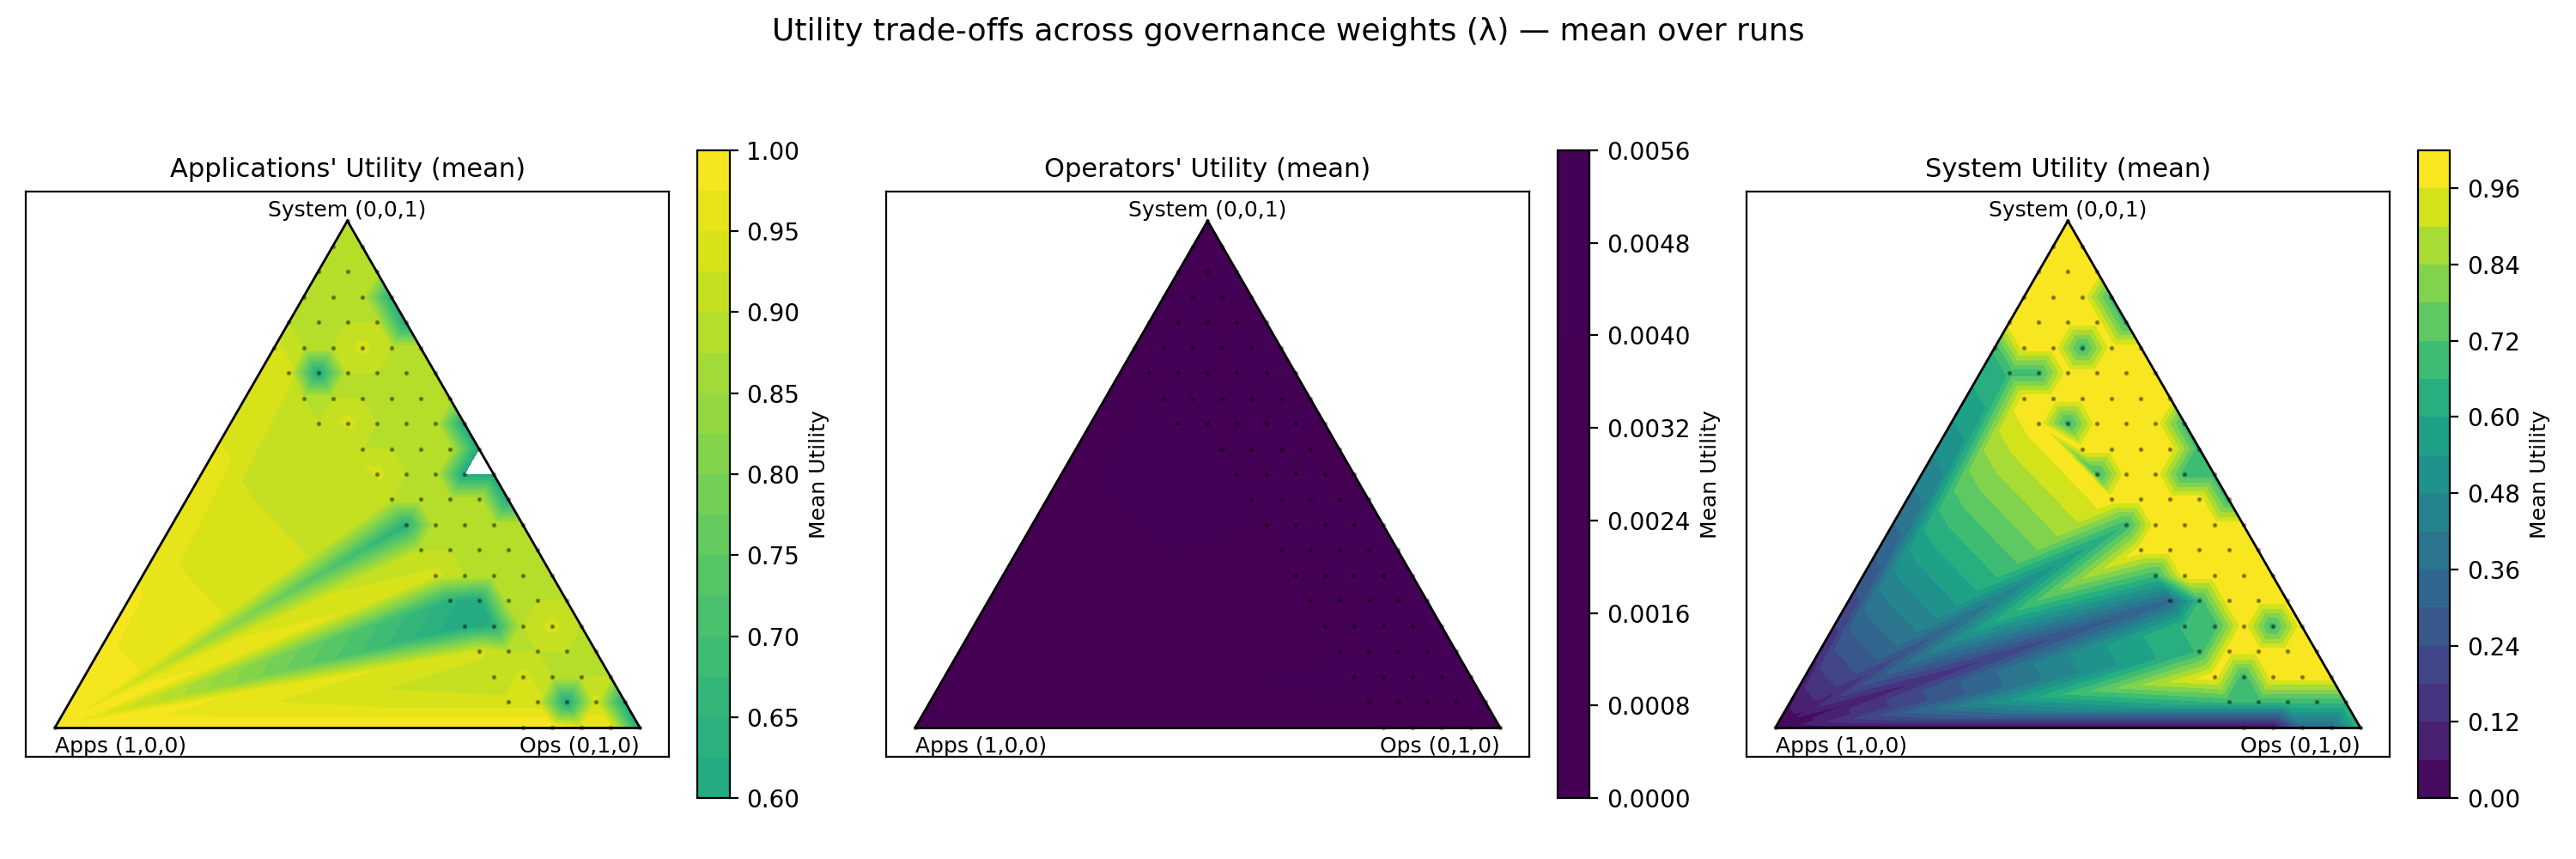 Utility trade-offs across governance weights (λ) — mean over runs
Applications' Utility (mean)
System (0,0,1)
Apps (1,0,0)
Ops (0,1,0)
1.00
0.95
0.90
0.85
0.80
0.75
0.70
0.65
0.60
Mean Utility
Operators' Utility (mean)
System (0,0,1)
Apps (1,0,0)
Ops (0,1,0)
0.0056
0.0048
0.0040
0.0032
0.0024
0.0016
0.0008
0.0000
Mean Utility
System Utility (mean)
System (0,0,1)
Apps (1,0,0)
Ops (0,1,0)
0.96
0.84
0.72
0.60
0.48
0.36
0.24
0.12
0.00
Mean Utility